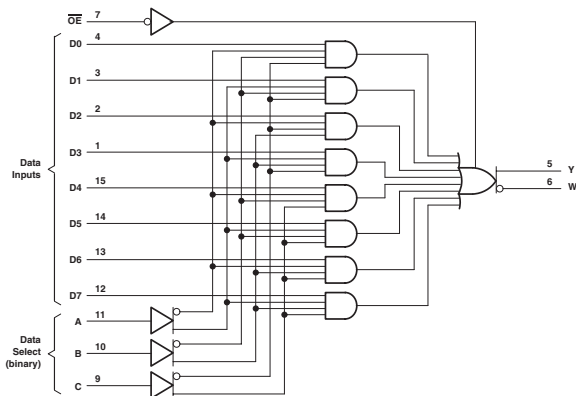 OE 7
D0 4
D1 3
D2 2
D3 1
Data
Inputs
D4 15
D5 14
D6 13
D7 12
5 Y
6 W
A 11
Data
Select
(binary)
B 10
C 9